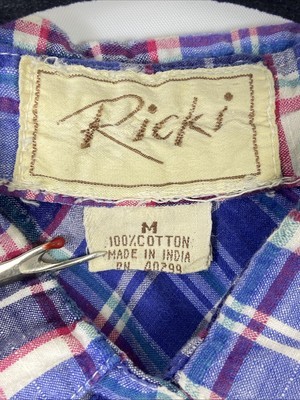 Ricki
M
100% COTTON
MADE IN INDIA
RN 40299